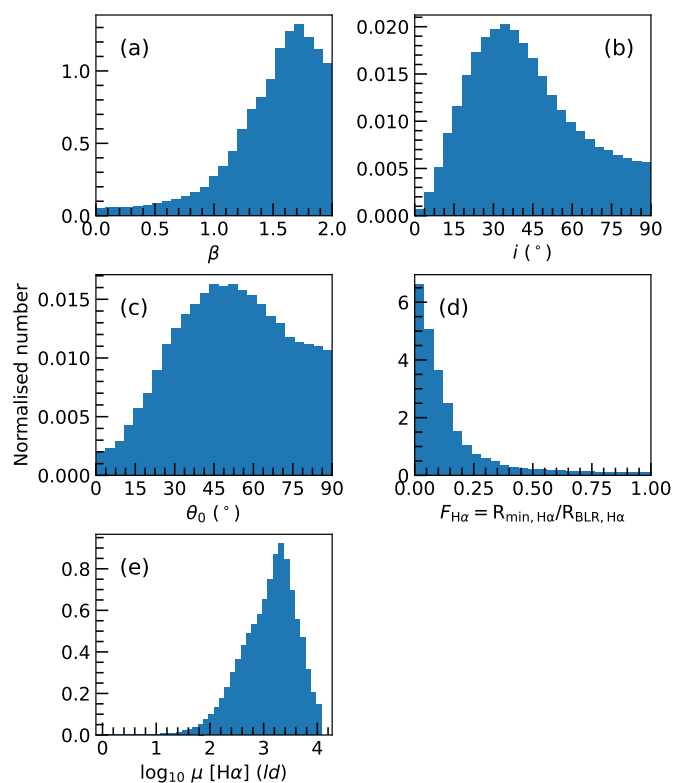 (a)
1.0
0.5
0.0
0.0 0.5 1.0 1.5 2.0
β
(b)
0.020
0.015
0.010
0.005
0.000
0 15 30 45 60 75 90
i (°)
Normalised number
(c)
0.015
0.010
0.005
0.000
0 15 30 45 60 75 90
θ₀ (°)
(d)
6
4
2
0
0.00 0.25 0.50 0.75 1.00
F_Hα = R_min, Hα/R_BLR, Hα
(e)
0.8
0.6
0.4
0.2
0.0
0 1 2 3 4
log₁₀ μ [Hα] (ld)